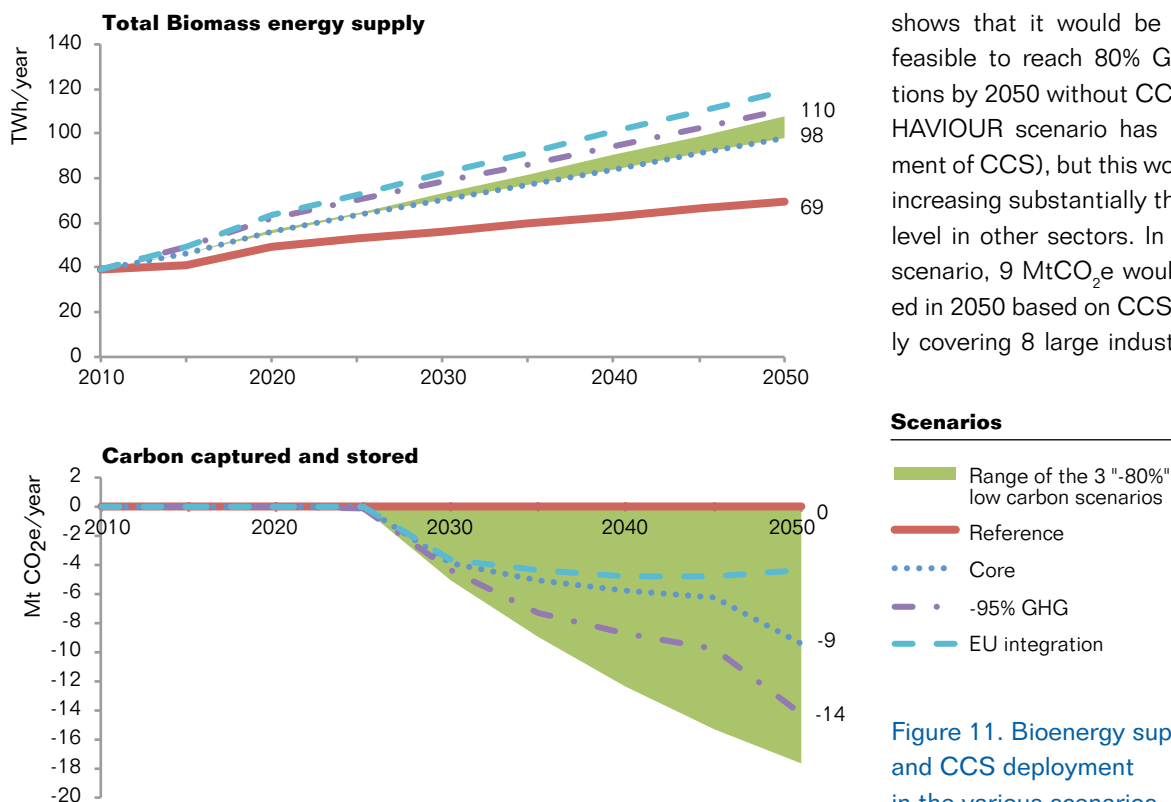 Total Biomass energy supply
TWh/year
140
120
100
80
60
40
20
0
2010
2020
2030
2040
2050
110
98
69
Carbon captured and stored
Mt CO2e/year
2
0
-2
-4
-6
-8
-10
-12
-14
-16
-18
-20
2010
2020
2030
2040
2050
0
-9
-14
shows that it would be
feasible to reach 80% G
tions by 2050 without CC
HAVIOUR scenario has
ment of CCS), but this wo
increasing substantially th
level in other sectors. In
scenario, 9 MtCO2e woul
ed in 2050 based on CCS
ly covering 8 large indust
Scenarios
Range of the 3 "-80%"
low carbon scenarios
Reference
Core
-95% GHG
EU integration
Figure 11. Bioenergy sup
and CCS deployment
in the various scenarios